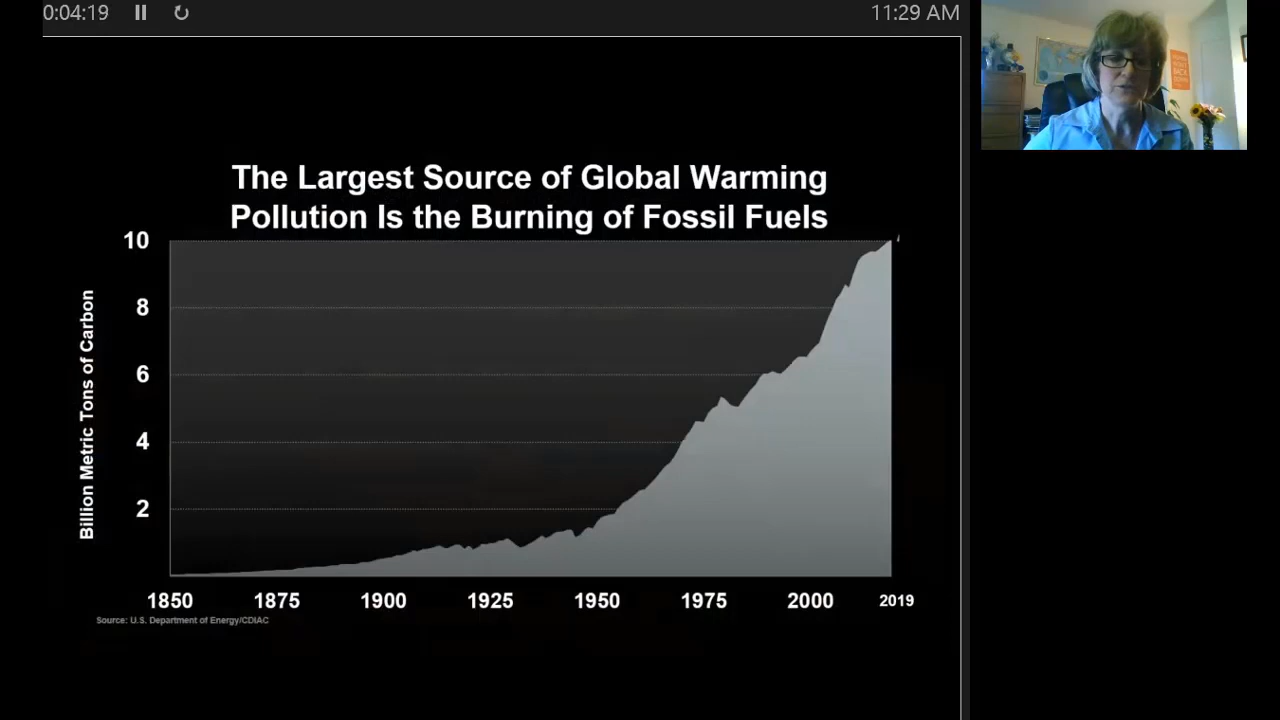 0:04:19
11:29 AM
The Largest Source of Global Warming
Pollution Is the Burning of Fossil Fuels
10
8
6
4
2
Billion Metric Tons of Carbon
1850 1875 1900 1925 1950 1975 2000 2019
Source: U.S. Department of Energy/CDIAC